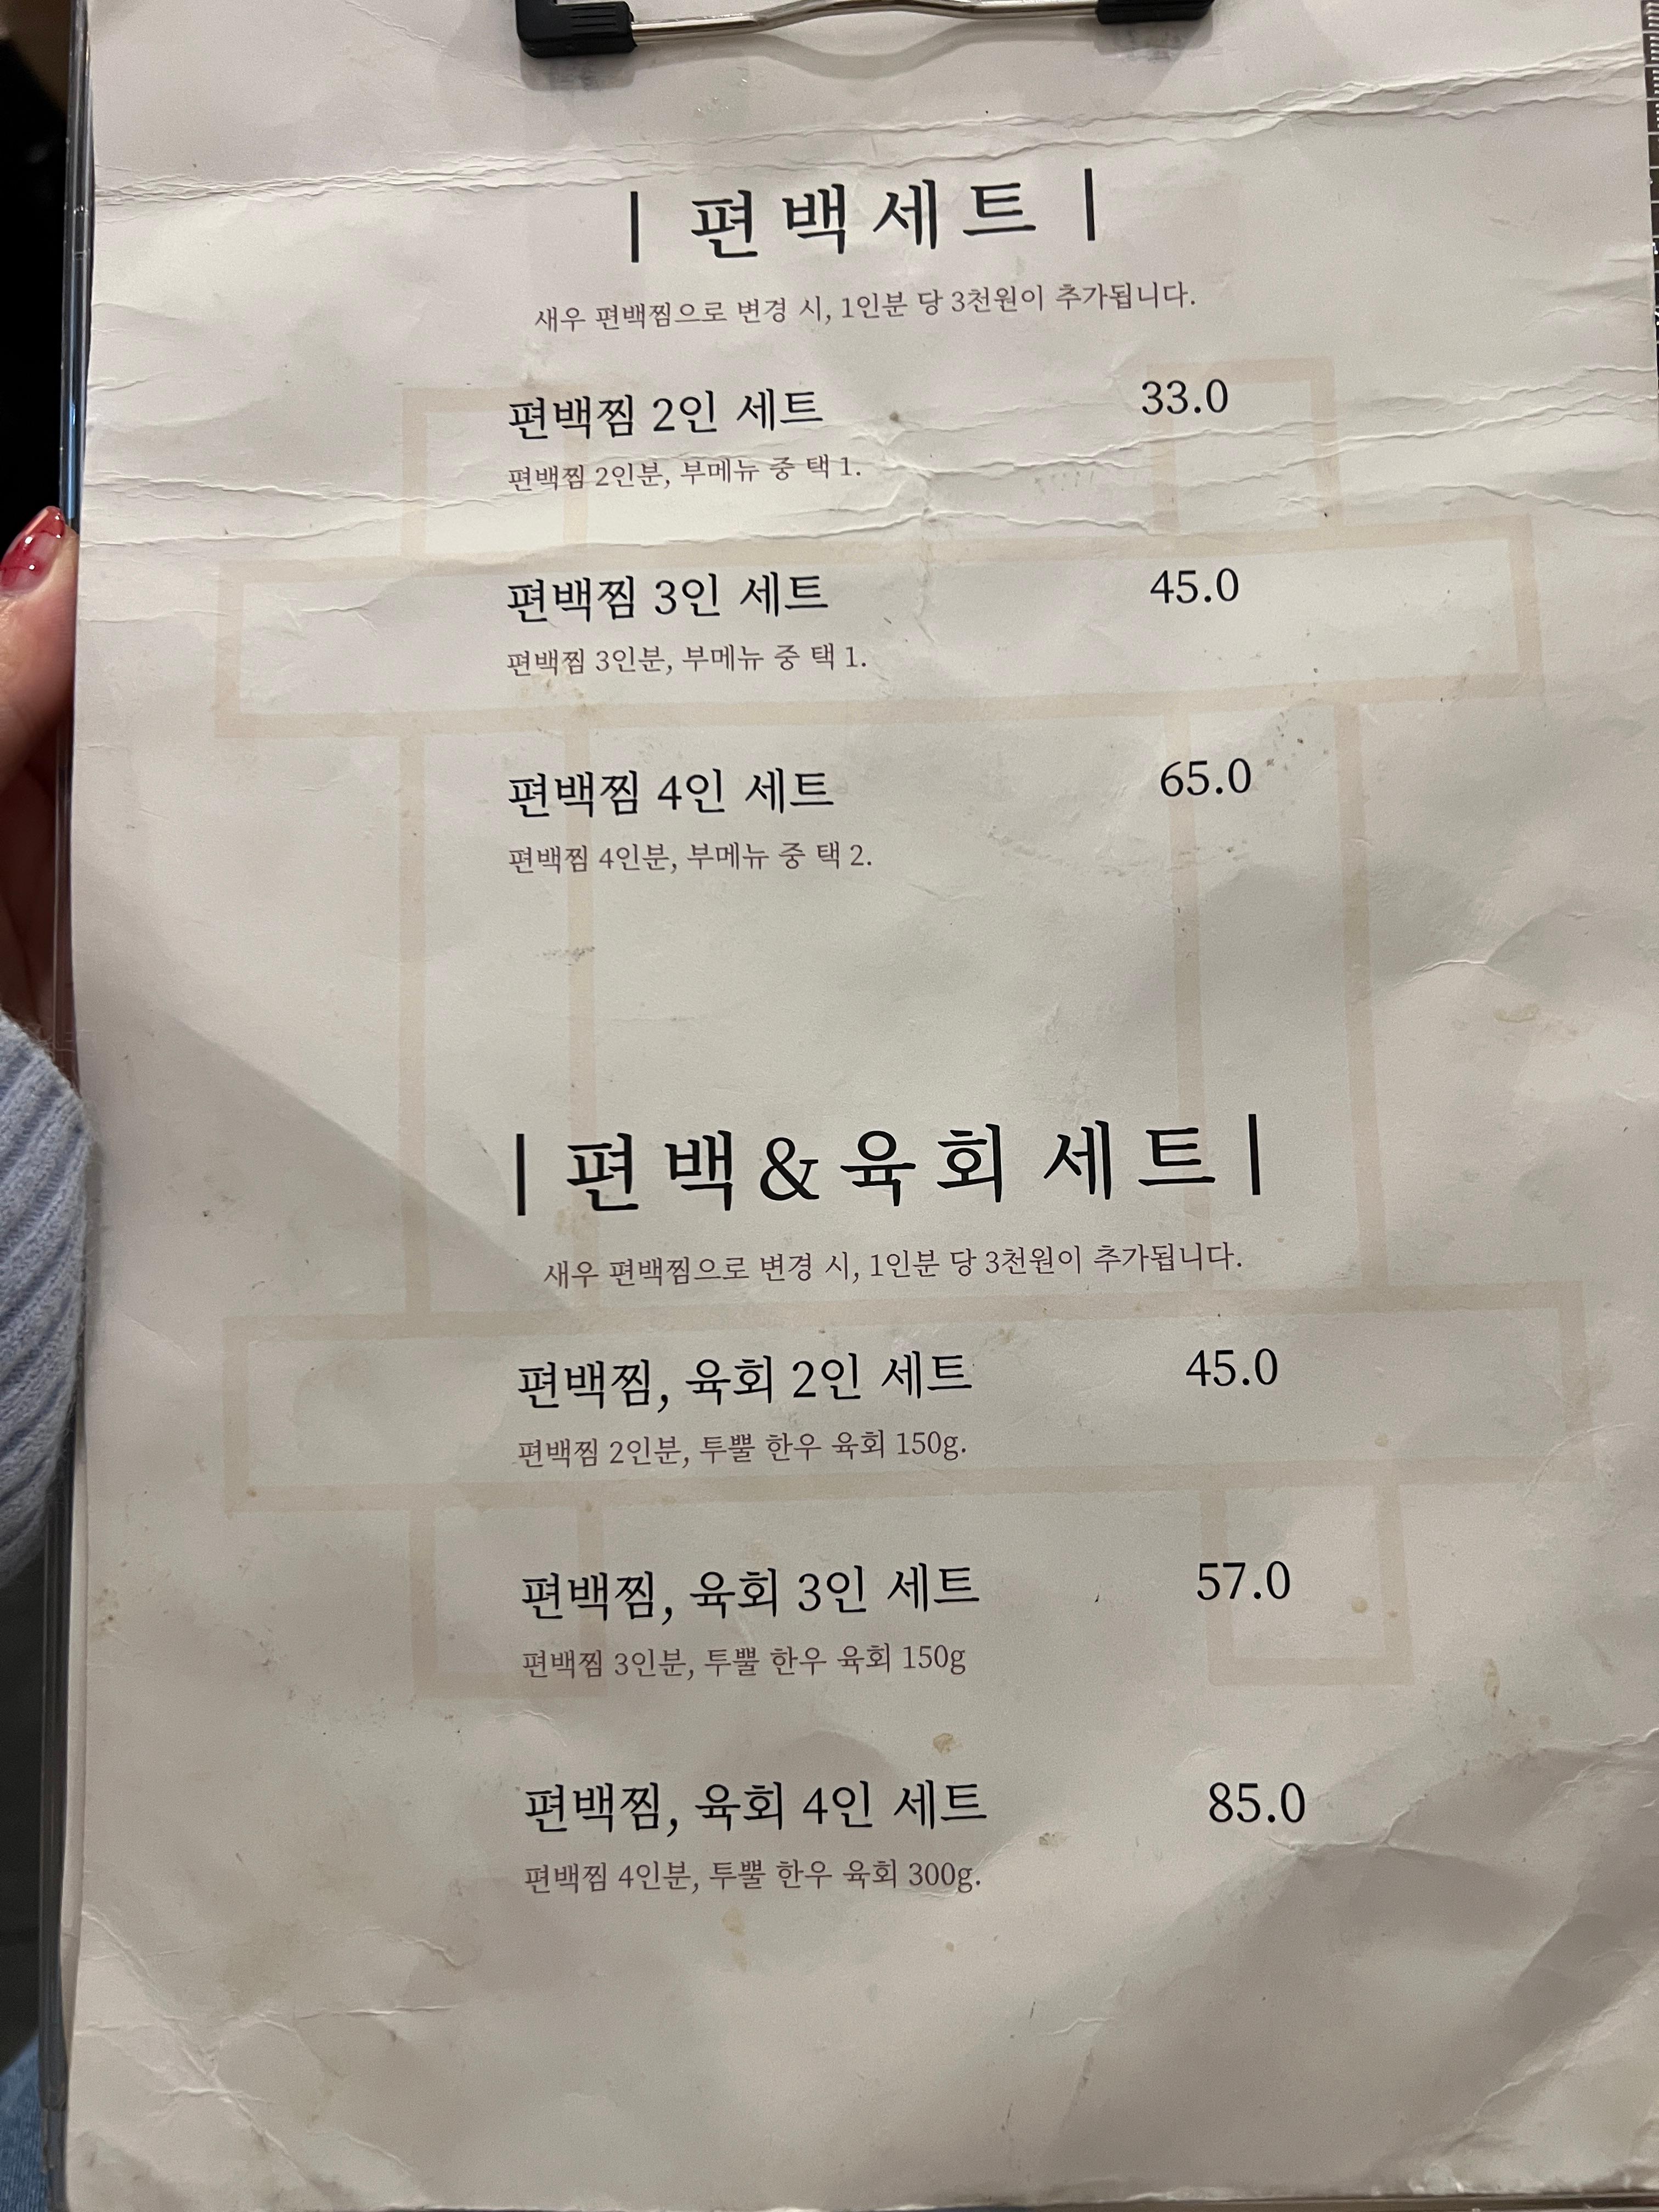 | 편백세트 |
새우 편백찜으로 변경 시, 1인분 당 3천원이 추가됩니다.
편백찜 2인 세트 33.0
편백찜 2인분, 부메뉴 중 택 1.
편백찜 3인 세트 45.0
편백찜 3인분, 부메뉴 중 택 1.
편백찜 4인 세트 65.0
편백찜 4인분, 부메뉴 중 택 2.
| 편백&육회 세트 |
새우 편백찜으로 변경 시, 1인분 당 3천원이 추가됩니다.
편백찜, 육회 2인 세트 45.0
편백찜 2인분, 투뿔 한우 육회 150g.
편백찜, 육회 3인 세트 57.0
편백찜 3인분, 투뿔 한우 육회 150g
편백찜, 육회 4인 세트 85.0
편백찜 4인분, 투뿔 한우 육회 300g.